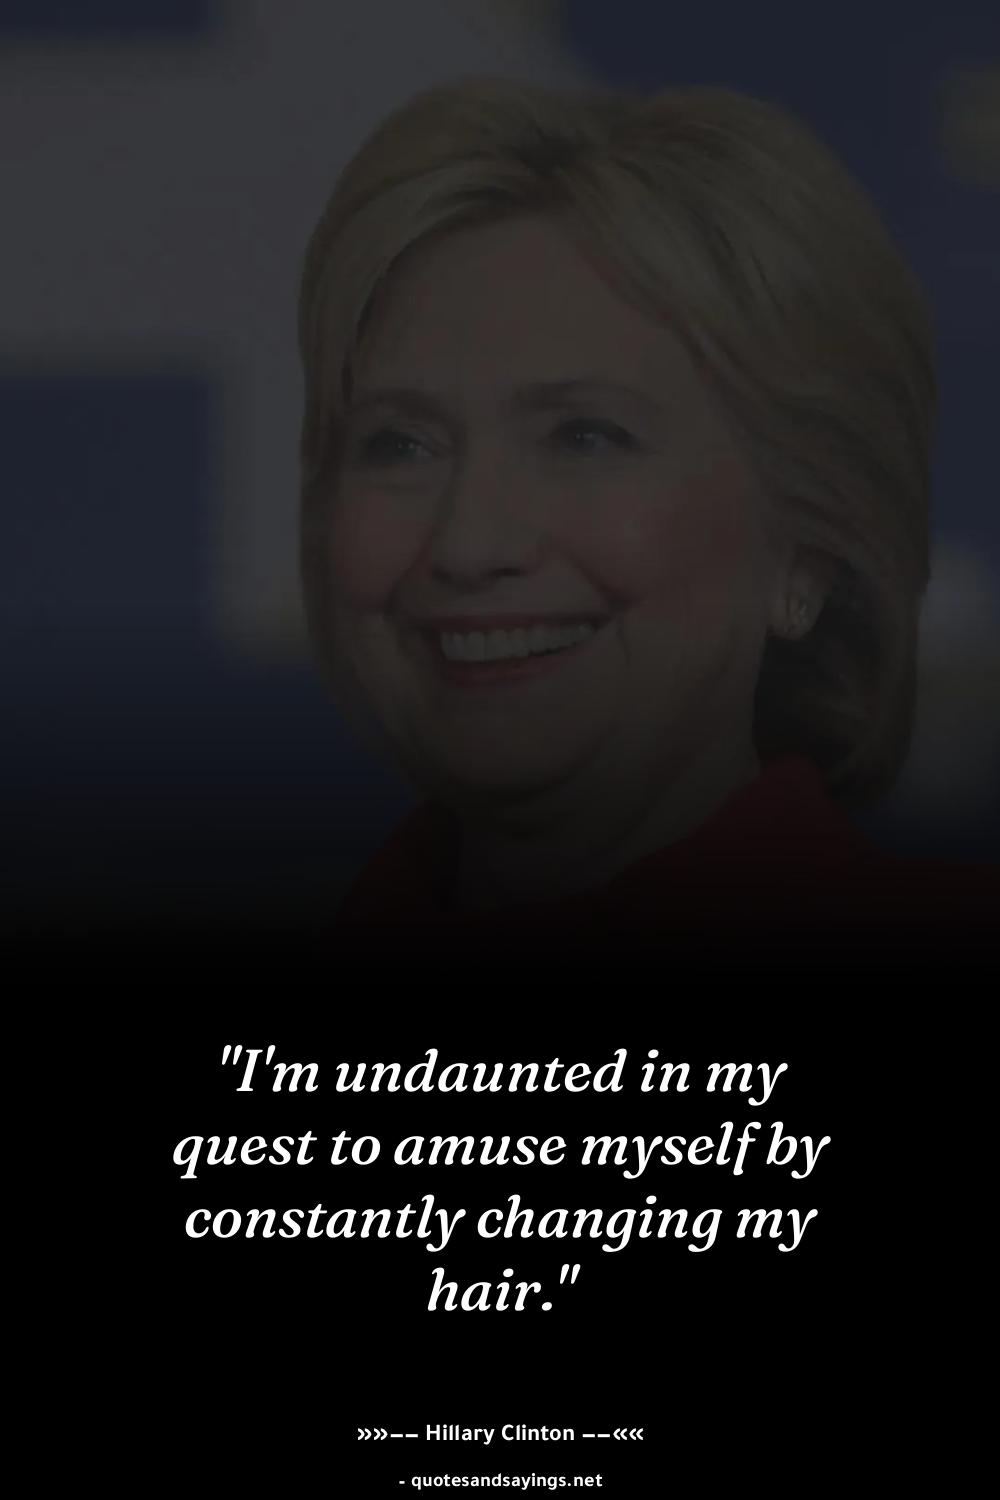 "I'm undaunted in my
quest to amuse myself by
constantly changing my
hair."
»»−− Hillary Clinton −−««
- quotesandsayings.net